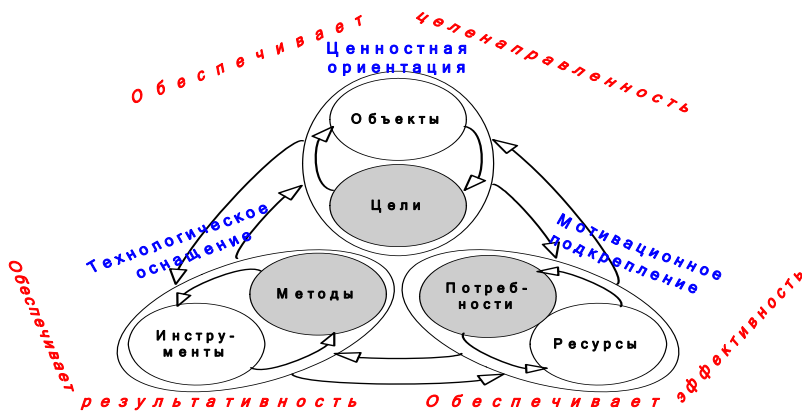 Обеспечивает целенаправленность
Ценностная
ориентация
Объекты
Цели
Технологическое
оснащение
Мотивационное
подкрепление
Методы
Инстру-
менты
Потреб-
ности
Ресурсы
Обеспечивает
результативность
Обеспечивает
эффективность